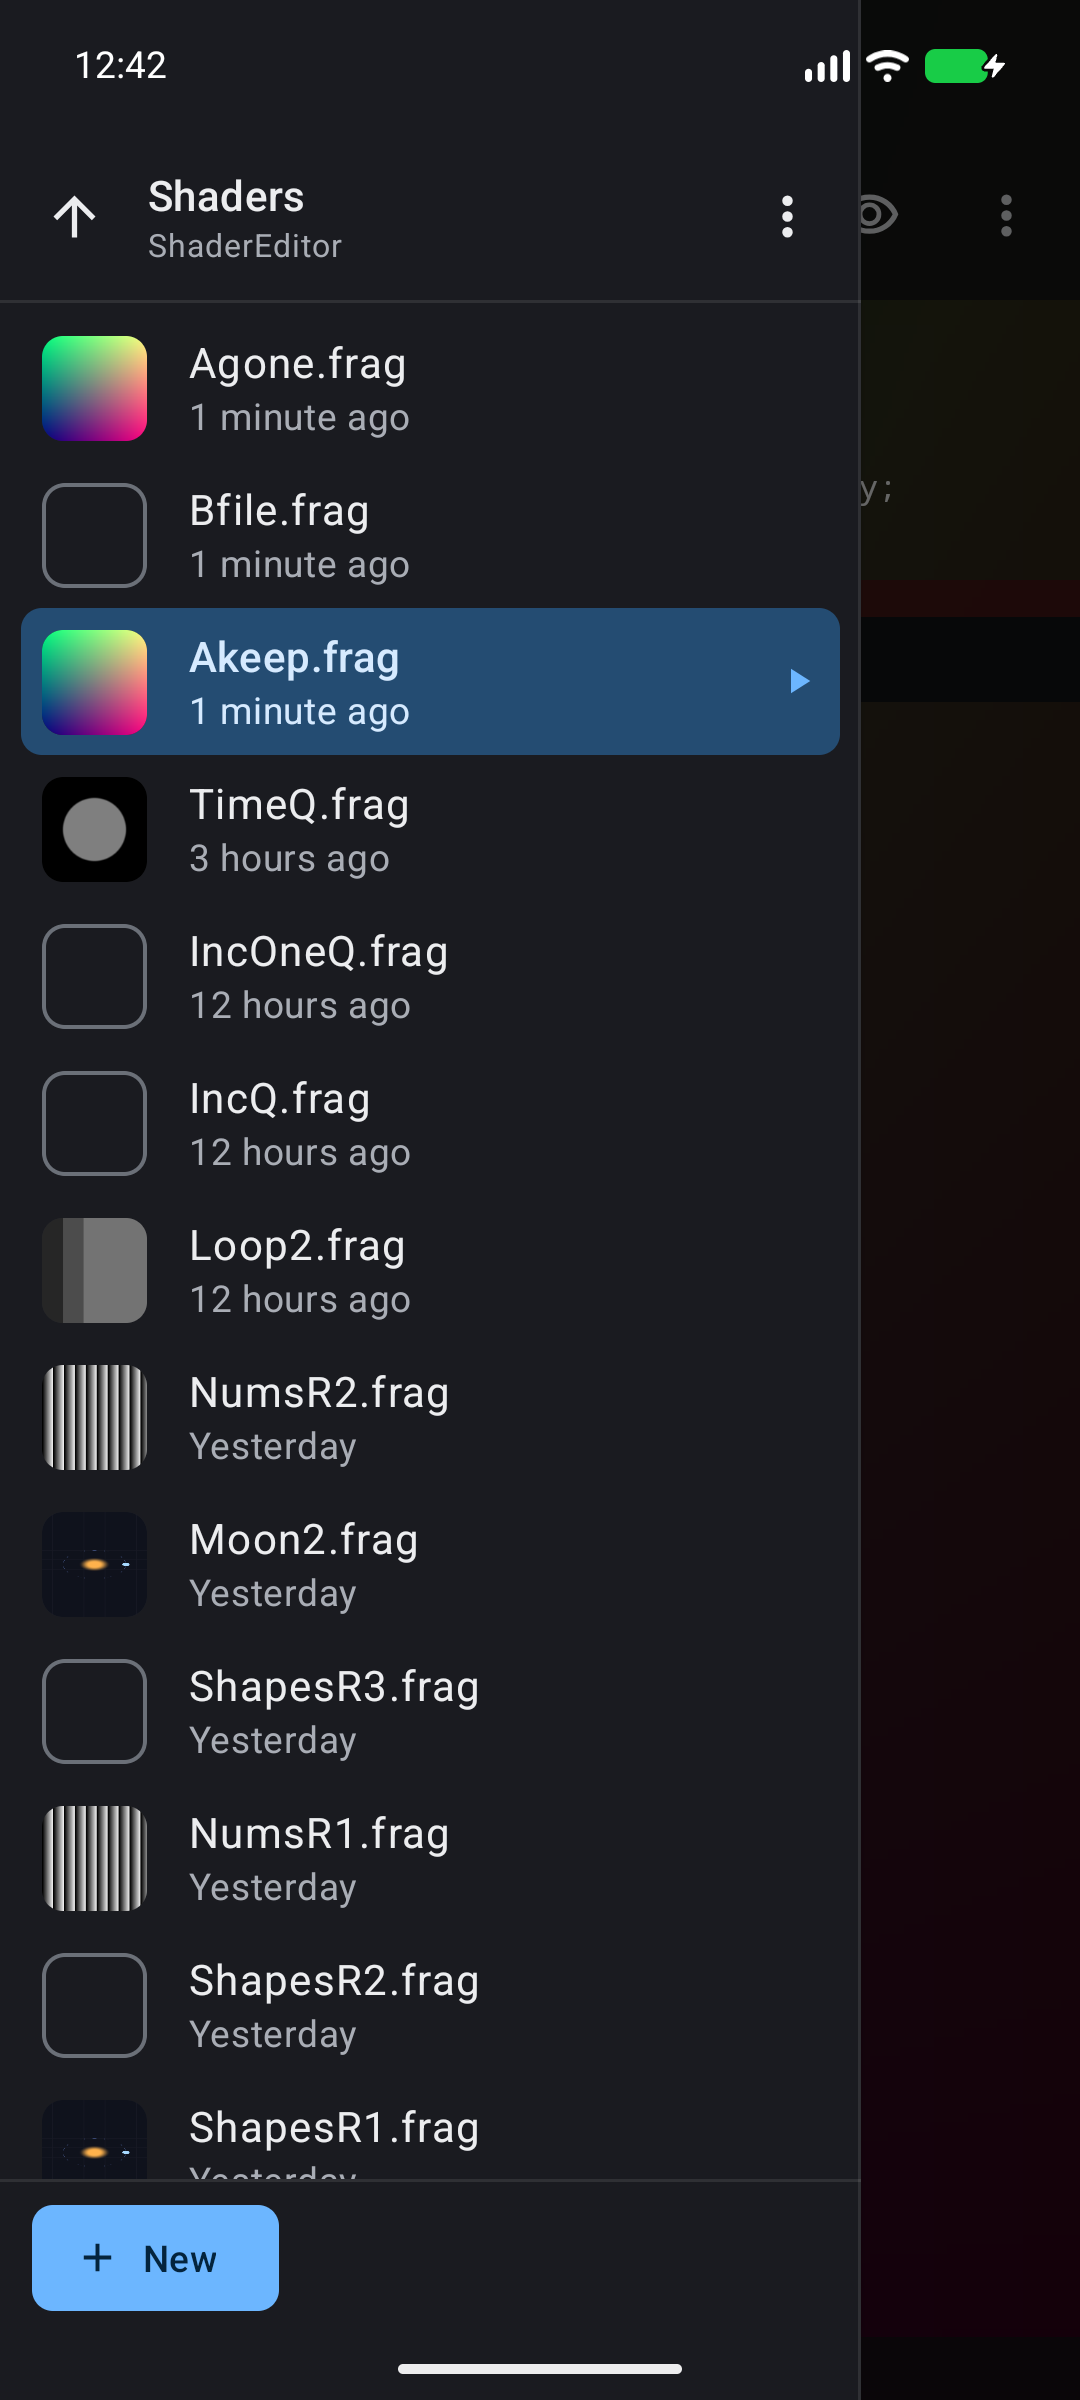 12:42
Shaders
ShaderEditor
Agone.frag
1 minute ago
y;
Bfile.frag
1 minute ago
Akeep.frag
1 minute ago
TimeQ.frag
3 hours ago
IncOneQ.frag
12 hours ago
IncQ.frag
12 hours ago
Loop2.frag
12 hours ago
NumsR2.frag
Yesterday
Moon2.frag
Yesterday
ShapesR3.frag
Yesterday
NumsR1.frag
Yesterday
ShapesR2.frag
Yesterday
ShapesR1.frag
Yesterday
+ New